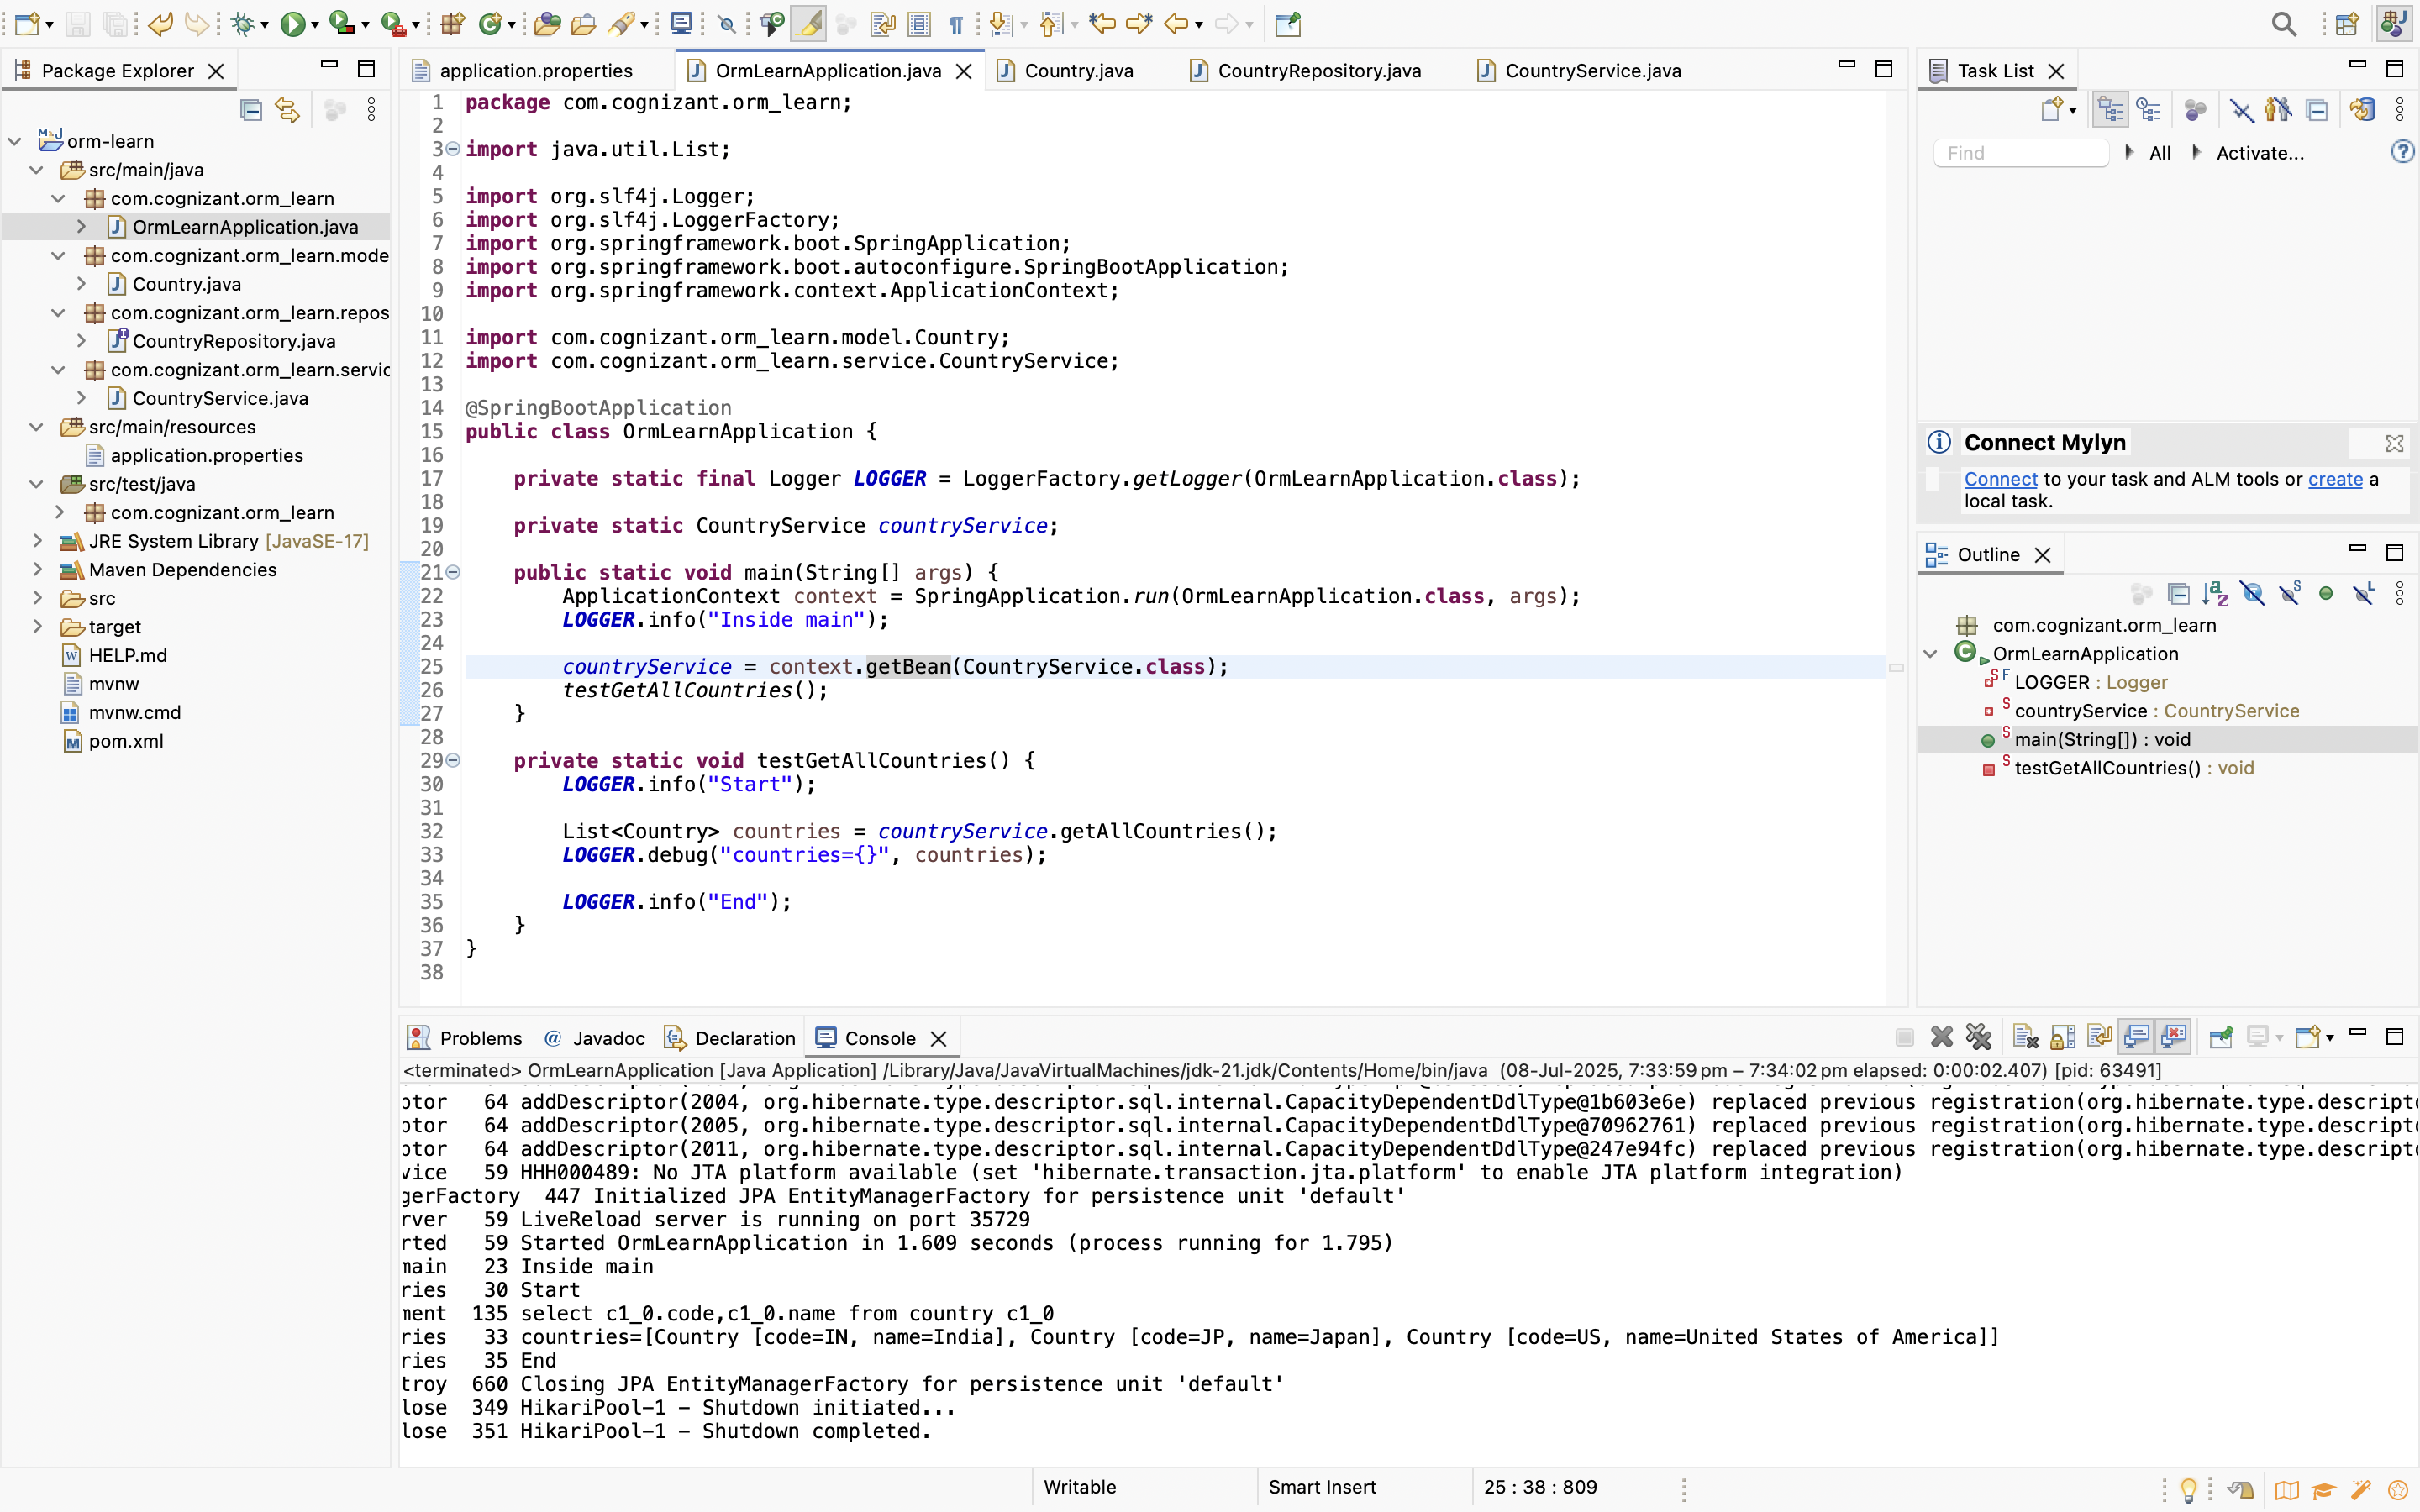 Package Explorer
orm-learn
src/main/java
com.cognizant.orm_learn
OrmLearnApplication.java
com.cognizant.orm_learn.mode
Country.java
com.cognizant.orm_learn.repos
CountryRepository.java
com.cognizant.orm_learn.servic
CountryService.java
src/main/resources
application.properties
src/test/java
com.cognizant.orm_learn
JRE System Library [JavaSE-17]
Maven Dependencies
src
target
HELP.md
mvnw
mvnw.cmd
pom.xml
application.properties OrmLearnApplication.java Country.java CountryRepository.java CountryService.java
1 package com.cognizant.orm_learn;
2
3 import java.util.List;
4
5 import org.slf4j.Logger;
6 import org.slf4j.LoggerFactory;
7 import org.springframework.boot.SpringApplication;
8 import org.springframework.boot.autoconfigure.SpringBootApplication;
9 import org.springframework.context.ApplicationContext;
10
11 import com.cognizant.orm_learn.model.Country;
12 import com.cognizant.orm_learn.service.CountryService;
13
14 @SpringBootApplication
15 public class OrmLearnApplication {
16
17 private static final Logger LOGGER = LoggerFactory.getLogger(OrmLearnApplication.class);
18
19 private static CountryService countryService;
20
21 public static void main(String[] args) {
22 ApplicationContext context = SpringApplication.run(OrmLearnApplication.class, args);
23 LOGGER.info("Inside main");
24
25 countryService = context.getBean(CountryService.class);
26 testGetAllCountries();
27 }
28
29 private static void testGetAllCountries() {
30 LOGGER.info("Start");
31
32 List<Country> countries = countryService.getAllCountries();
33 LOGGER.debug("countries={}", countries);
34
35 LOGGER.info("End");
36 }
37 }
38
Task List
Find All Activate...
Connect Mylyn
Connect to your task and ALM tools or create a
local task.
Outline
com.cognizant.orm_learn
OrmLearnApplication
LOGGER : Logger
countryService : CountryService
main(String[]) : void
testGetAllCountries() : void
Problems Javadoc Declaration Console
<terminated> OrmLearnApplication [Java Application] /Library/Java/JavaVirtualMachines/jdk-21.jdk/Contents/Home/bin/java (08-Jul-2025, 7:33:59 pm – 7:34:02 pm elapsed: 0:00:02.407) [pid: 63491]
ptor 64 addDescriptor(2004, org.hibernate.type.descriptor.sql.internal.CapacityDependentDdlType@1b603e6e) replaced previous registration(org.hibernate.type.descript
ptor 64 addDescriptor(2005, org.hibernate.type.descriptor.sql.internal.CapacityDependentDdlType@70962761) replaced previous registration(org.hibernate.type.descript
ptor 64 addDescriptor(2011, org.hibernate.type.descriptor.sql.internal.CapacityDependentDdlType@247e94fc) replaced previous registration(org.hibernate.type.descript
vice 59 HHH000489: No JTA platform available (set 'hibernate.transaction.jta.platform' to enable JTA platform integration)
gerFactory 447 Initialized JPA EntityManagerFactory for persistence unit 'default'
rver 59 LiveReload server is running on port 35729
rted 59 Started OrmLearnApplication in 1.609 seconds (process running for 1.795)
main 23 Inside main
ries 30 Start
ment 135 select c1_0.code,c1_0.name from country c1_0
ries 33 countries=[Country [code=IN, name=India], Country [code=JP, name=Japan], Country [code=US, name=United States of America]]
ries 35 End
troy 660 Closing JPA EntityManagerFactory for persistence unit 'default'
lose 349 HikariPool-1 - Shutdown initiated...
lose 351 HikariPool-1 - Shutdown completed.
Writable Smart Insert 25 : 38 : 809